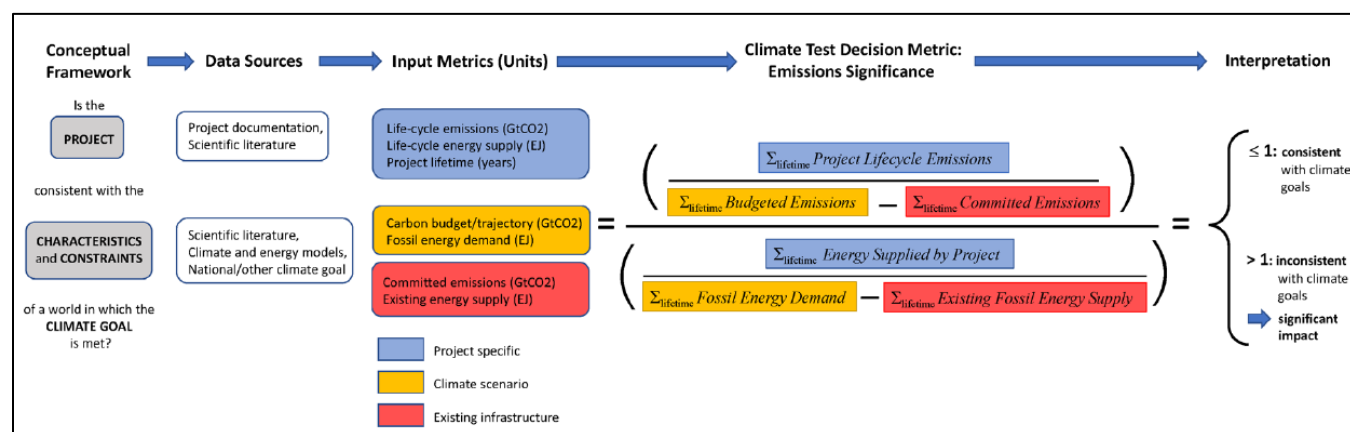 Conceptual
Framework
Data Sources
Input Metrics (Units)
Climate Test Decision Metric:
Emissions Significance
Interpretation
Is the
PROJECT
consistent with the
CHARACTERISTICS
and CONSTRAINTS
of a world in which the
CLIMATE GOAL
is met?
Project documentation,
Scientific literature
Scientific literature,
Climate and energy models,
National/other climate goal
Life-cycle emissions (GtCO2)
Life-cycle energy supply (EJ)
Project lifetime (years)
Carbon budget/trajectory (GtCO2)
Fossil energy demand (EJ)
Committed emissions (GtCO2)
Existing energy supply (EJ)
Project specific
Climate scenario
Existing infrastructure
=
( Σlifetime Project Lifecycle Emissions )
Σlifetime Budgeted Emissions — Σlifetime Committed Emissions
( Σlifetime Energy Supplied by Project )
Σlifetime Fossil Energy Demand — Σlifetime Existing Fossil Energy Supply
=
{
≤ 1: consistent
with climate
goals
> 1: inconsistent
with climate
goals
significant
impact